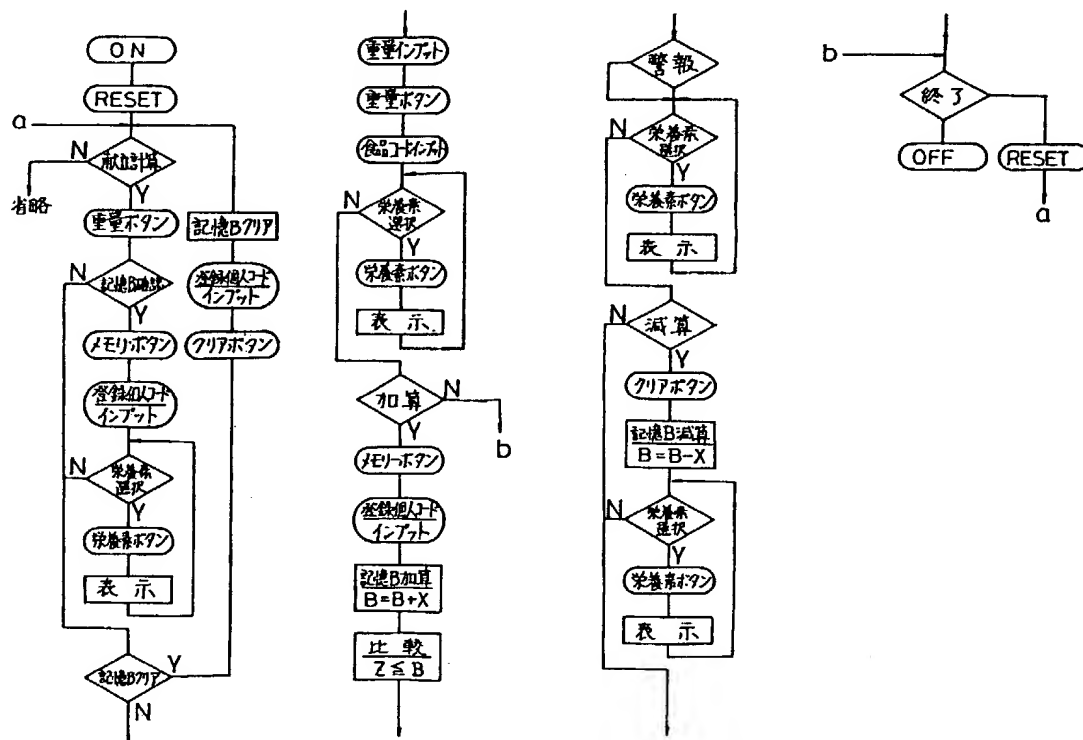 ON
RESET
a
N
献立計算
Y
省略
重量ボタン
N
記憶B確認
Y
メモリーボタン
登録個人コード
インプット
N
栄養素
選択
Y
栄養素ボタン
表示
記憶Bクリア
Y
N
記憶Bクリア
登録個人コード
インプット
クリアボタン
重量インプット
重量ボタン
食品コードインプット
N
栄養素
選択
Y
栄養素ボタン
表示
加算
N
b
Y
メモリーボタン
登録個人コード
インプット
記憶B加算
B=B+X
比較
Z≦B
警報
N
栄養素
選択
Y
栄養素ボタン
表示
N
減算
Y
クリアボタン
記憶B減算
B=B-X
N
栄養素
選択
Y
栄養素ボタン
表示
b
終了
OFF
RESET
a